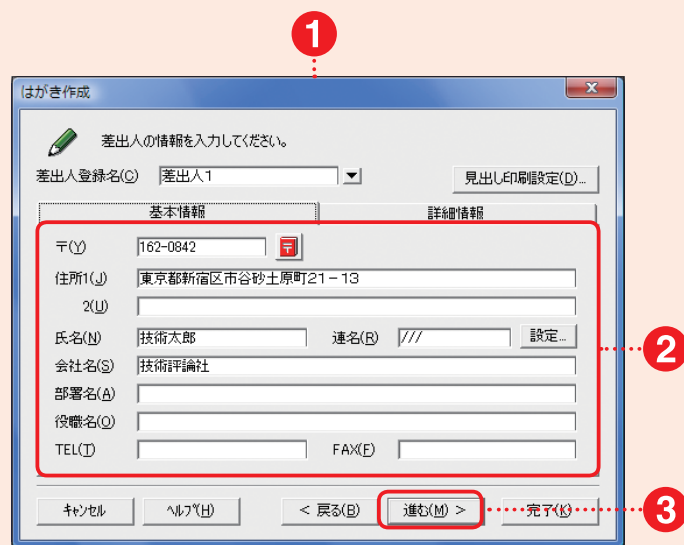 1
はがき作成
差出人の情報を入力してください。
差出人登録名(C) 差出人1 見出し印刷設定(D)...
基本情報 詳細情報
〒(Y) 162-0842 〒
住所1(J) 東京都新宿区市谷砂土原町21-13
2(U)
氏名(N) 技術太郎 連名(R) /// 設定...
会社名(S) 技術評論社
2
部署名(A)
役職名(O)
TEL(T) FAX(F)
キャンセル ヘルプ(H) < 戻る(B) 進む(M) > 完了(K)
3